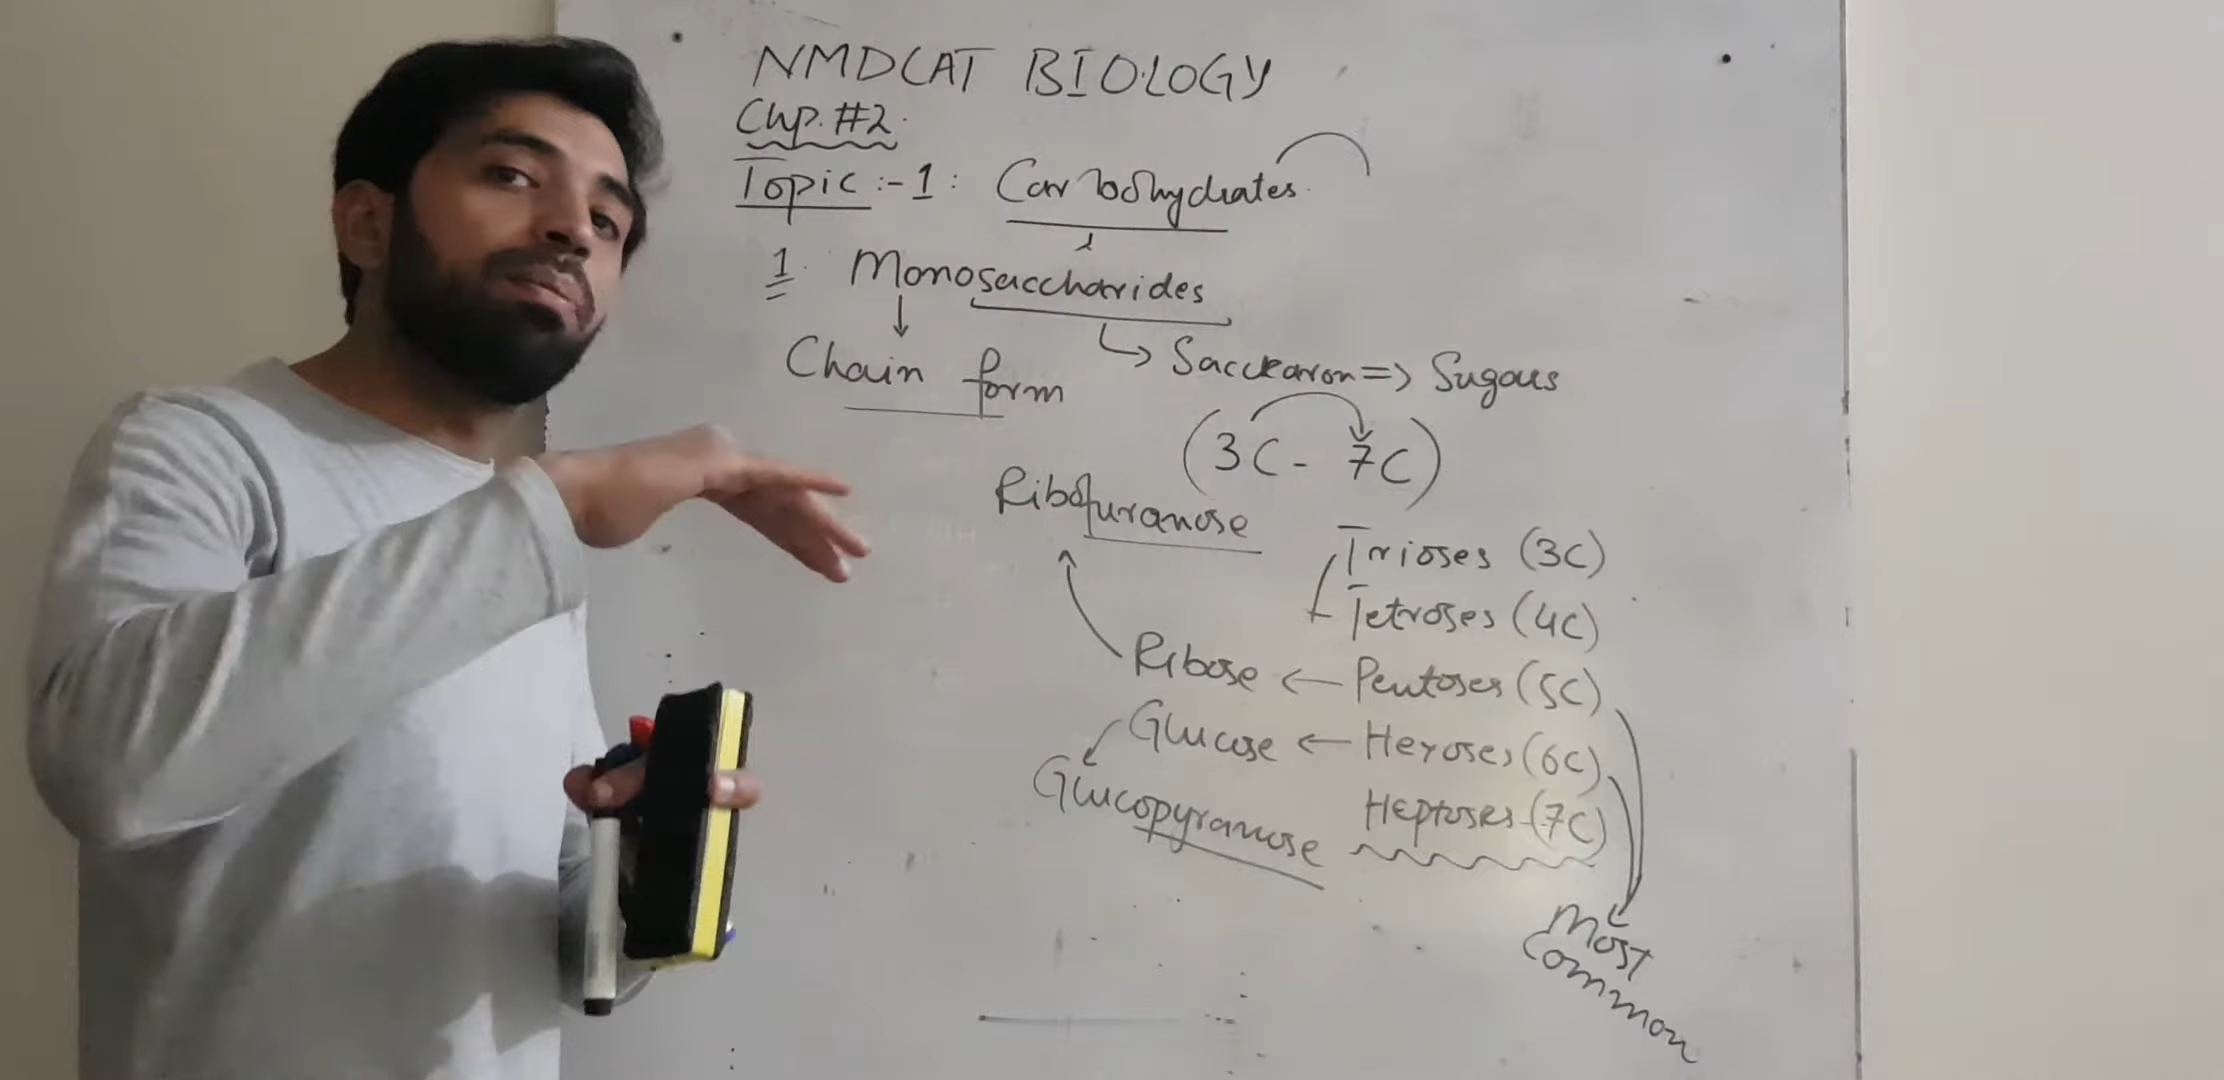 NMDCAT BIOLOGY
Chp. #2.
Topic :- 1 : Carbohydrates.
1. Monosaccharides
Chain form
Saccharon => Sugars
(3C - 7C)
Ribofuranose
Trioses (3C)
Tetroses (4C)
Ribose ← Pentoses (5C)
Glucose ← Hexoses (6C)
Glucopyranose
Heptoses (7C)
Most
Common